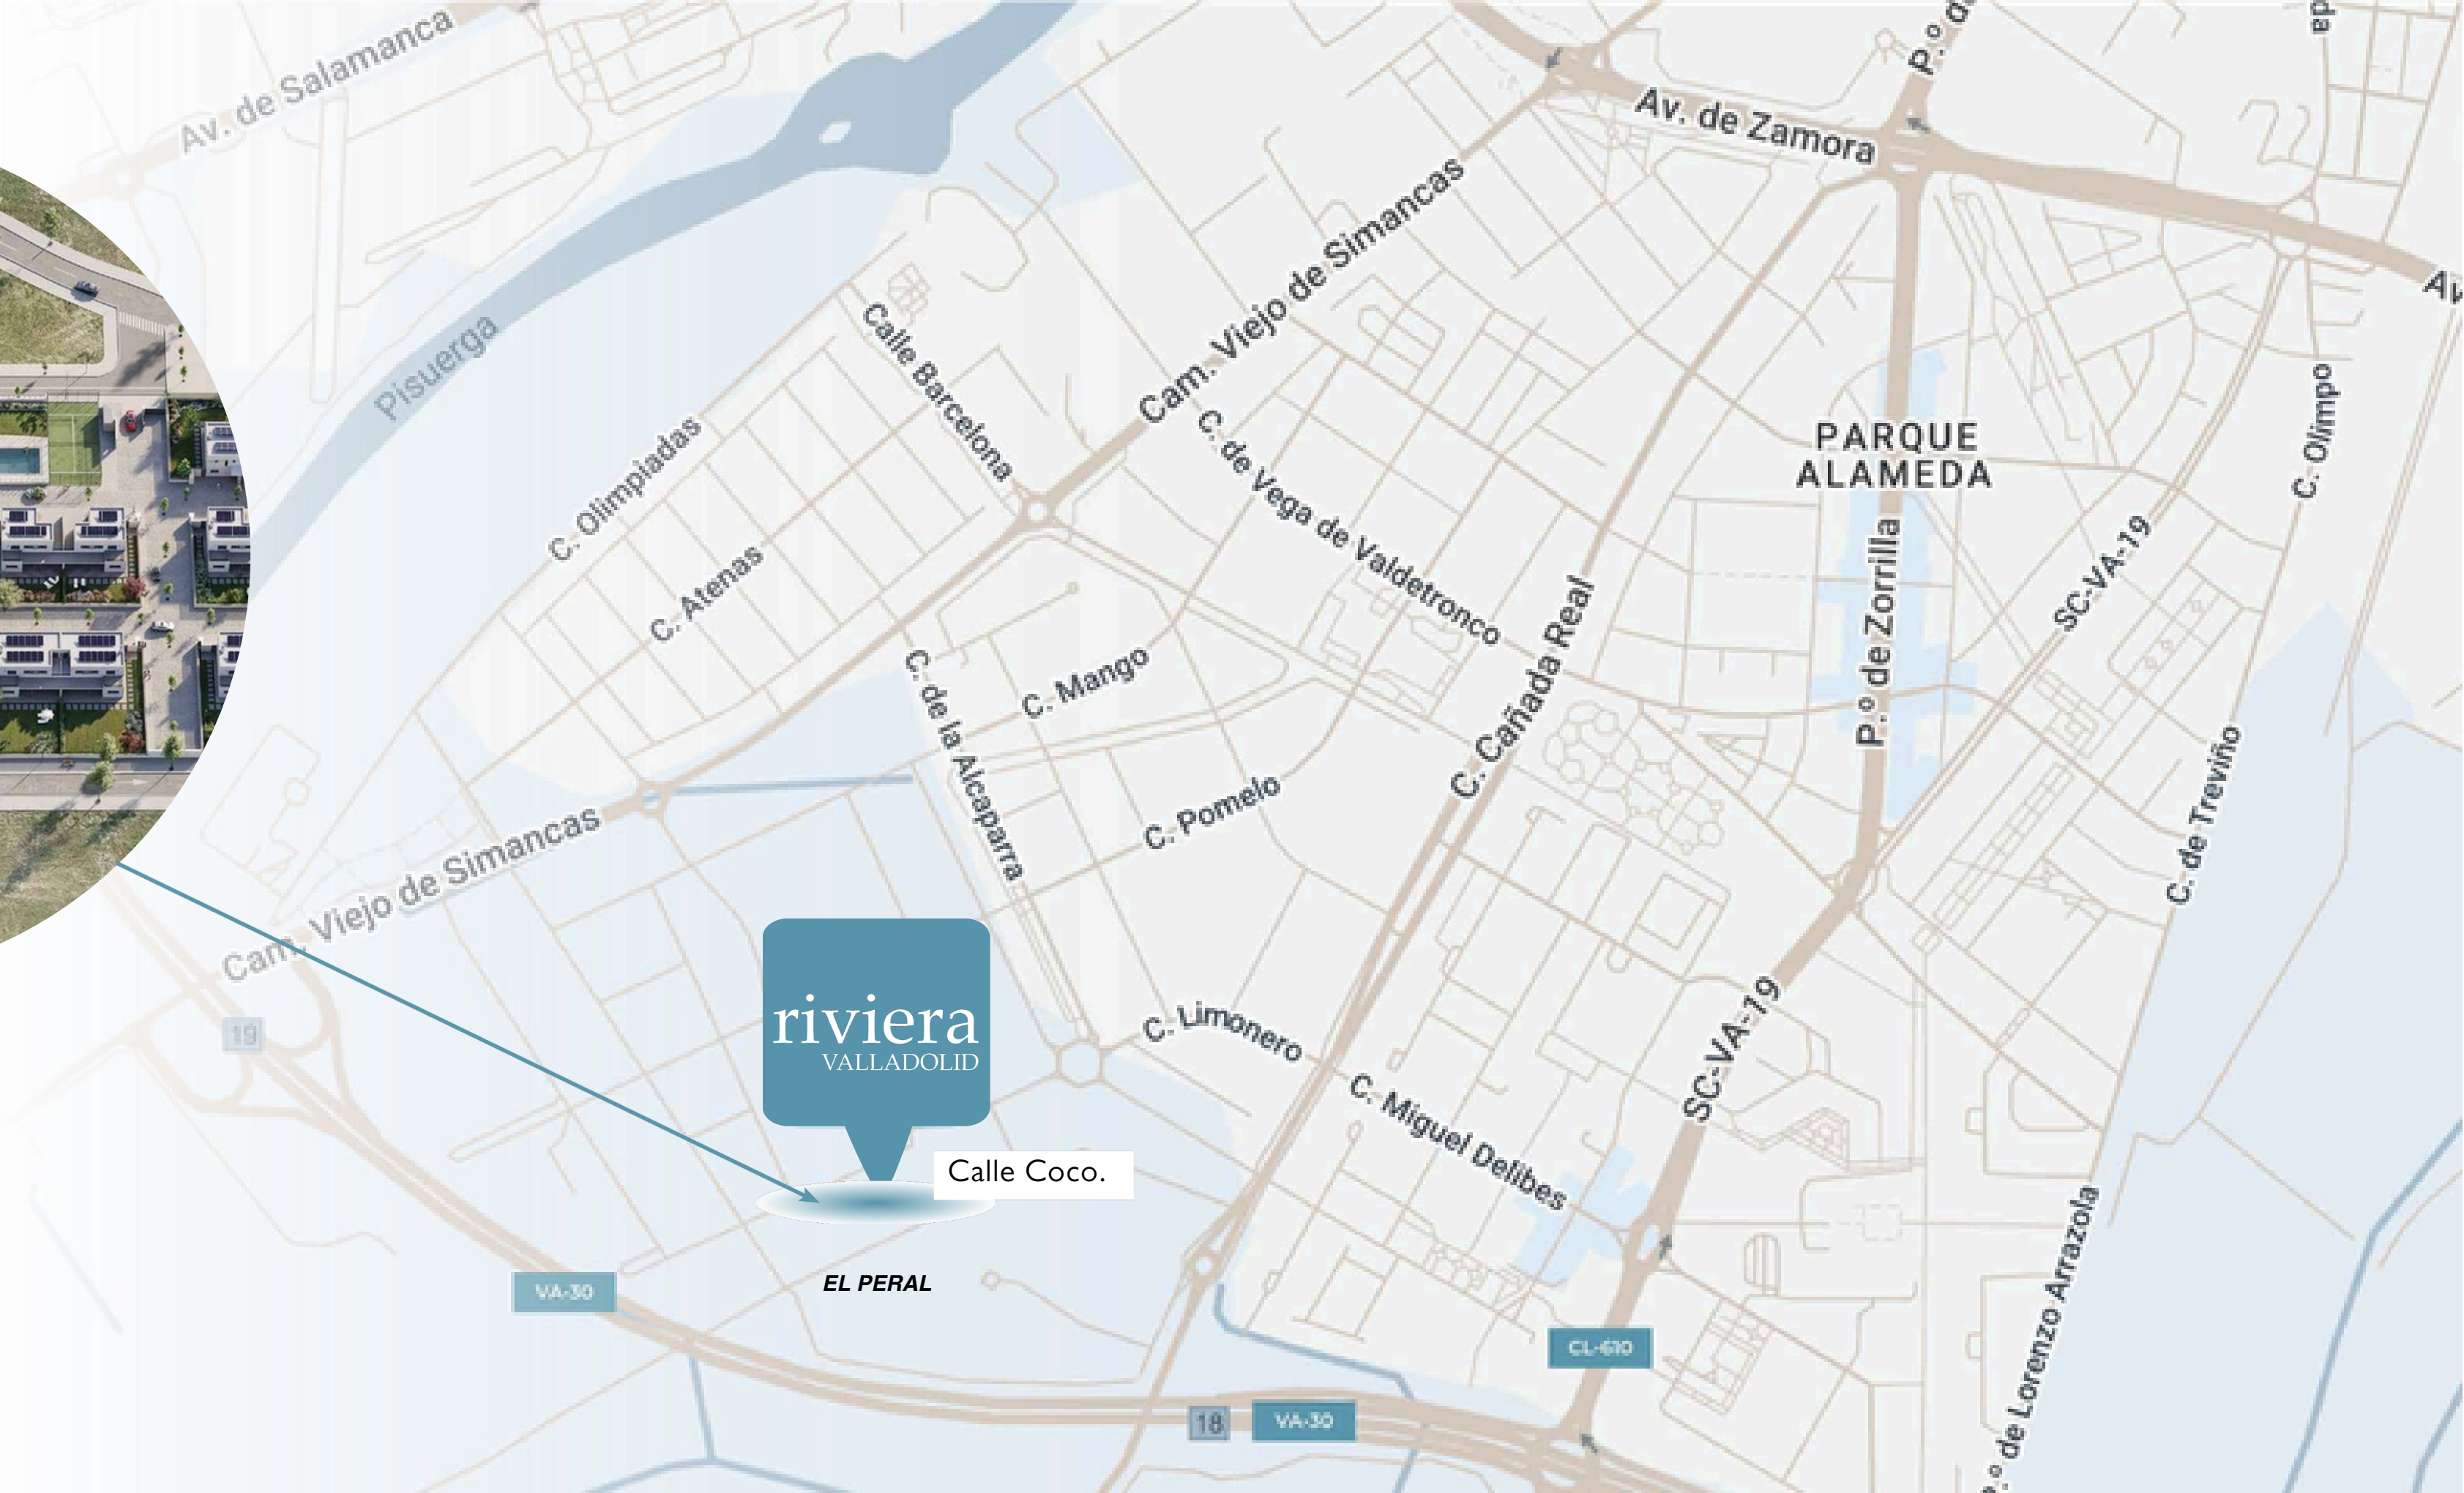 Av. de Salamanca
P.º d
da
Av. de Zamora
Av
Cam. Viejo de Simancas
Pisuerga
Calle Barcelona
C. Olimpiadas
C. Atenas
C. de Vega de Valdetronco
PARQUE
ALAMEDA
C. Olimpo
P.º de Zorrilla
SC-VA-19
C. Cañada Real
C. Mango
C. de la Alcaparra
C. Pomelo
C. de Treviño
Cam. Viejo de Simancas
19
riviera
VALLADOLID
C. Limonero
C. Miguel Delibes
SC-VA-19
Calle Coco.
EL PERAL
VA-30
CL-610
18
VA-30
P.º de Lorenzo Arrazola